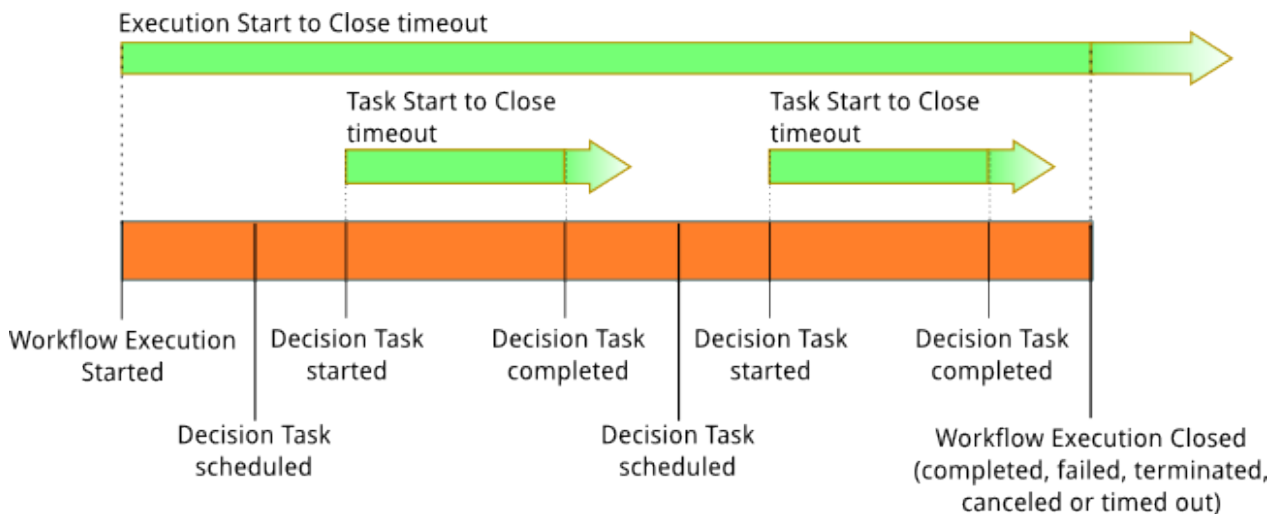 Execution Start to Close timeout
Task Start to Close
timeout
Task Start to Close
timeout
Workflow Execution
Started
Decision Task
scheduled
Decision Task
started
Decision Task
completed
Decision Task
scheduled
Decision Task
started
Decision Task
completed
Workflow Execution Closed
(completed, failed, terminated,
canceled or timed out)